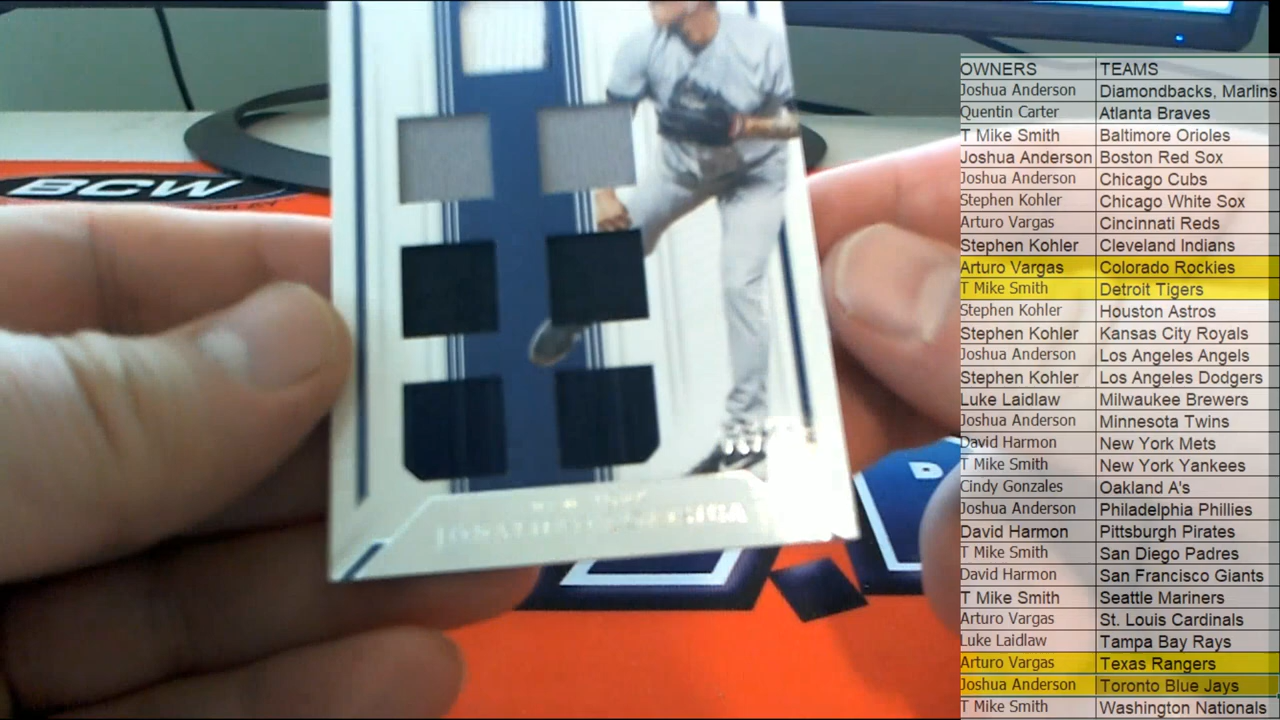 OWNERS TEAMS
Joshua Anderson Diamondbacks, Marlins
Quentin Carter Atlanta Braves
T Mike Smith Baltimore Orioles
Joshua Anderson Boston Red Sox
Joshua Anderson Chicago Cubs
Stephen Kohler Chicago White Sox
Arturo Vargas Cincinnati Reds
Stephen Kohler Cleveland Indians
Arturo Vargas Colorado Rockies
T Mike Smith Detroit Tigers
Stephen Kohler Houston Astros
Stephen Kohler Kansas City Royals
Joshua Anderson Los Angeles Angels
Stephen Kohler Los Angeles Dodgers
Luke Laidlaw Milwaukee Brewers
Joshua Anderson Minnesota Twins
David Harmon New York Mets
T Mike Smith New York Yankees
Cindy Gonzales Oakland A's
Joshua Anderson Philadelphia Phillies
David Harmon Pittsburgh Pirates
T Mike Smith San Diego Padres
David Harmon San Francisco Giants
T Mike Smith Seattle Mariners
Arturo Vargas St. Louis Cardinals
Luke Laidlaw Tampa Bay Rays
Arturo Vargas Texas Rangers
Joshua Anderson Toronto Blue Jays
T Mike Smith Washington Nationals
BCW